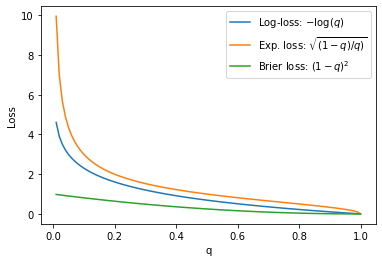 Log-loss: −log(q)
Exp. loss: √((1 − q)/q)
Brier loss: (1 − q)²
Loss
10
8
6
4
2
0
0.0 0.2 0.4 0.6 0.8 1.0
q